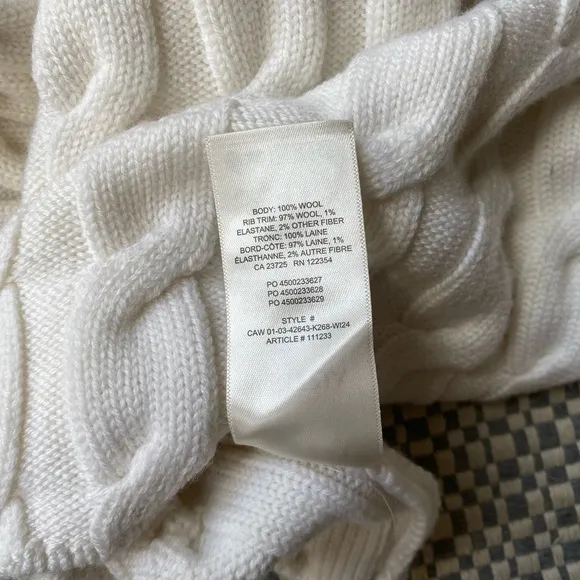 BODY: 100% WOOL
RIB TRIM: 97% WOOL, 1%
ELASTANE, 2% OTHER FIBER
TRONC: 100% LAINE
BORD-CÔTE: 97% LAINE, 1%
ÉLASTHANNE, 2% AUTRE FIBRE
CA 23725 RN 122354
PO 4500233627
PO 4500233628
PO 4500233629
STYLE #
CAW 01-03-42643-K268-WI24
ARTICLE # 111233